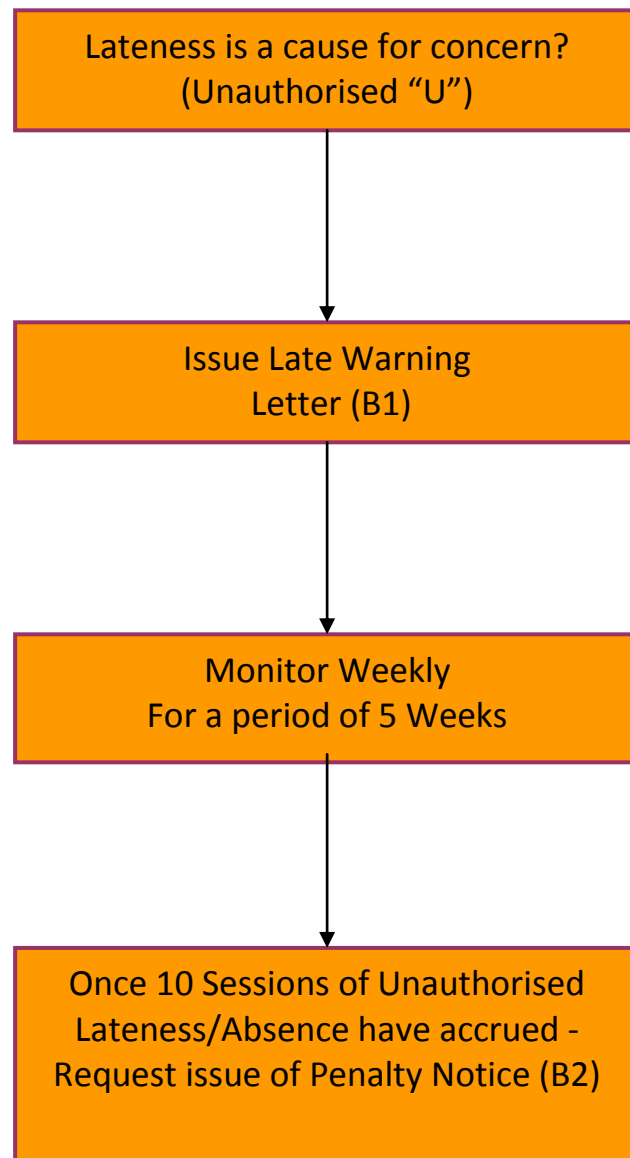 Lateness is a cause for concern?
(Unauthorised “U”)
Issue Late Warning
Letter (B1)
Monitor Weekly
For a period of 5 Weeks
Once 10 Sessions of Unauthorised
Lateness/Absence have accrued -
Request issue of Penalty Notice (B2)